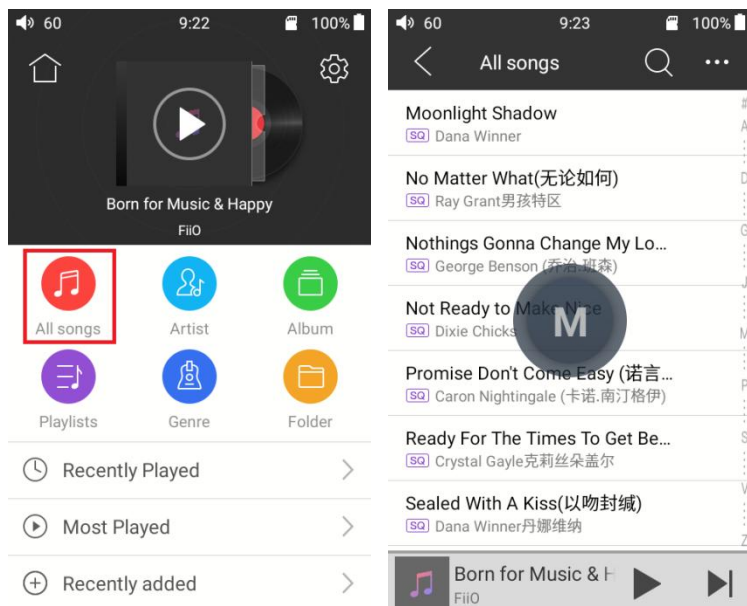 60 9:22 100%
Born for Music & Happy
FiiO
All songs Artist Album
Playlists Genre Folder
Recently Played
Most Played
Recently added
60 9:23 100%
All songs
Moonlight Shadow
SQ Dana Winner
No Matter What(无论如何)
SQ Ray Grant男孩特区
Nothings Gonna Change My Lo...
SQ George Benson (乔治.班森)
Not Ready to Make Nice
SQ Dixie Chicks
M
Promise Don't Come Easy (诺言...
SQ Caron Nightingale (卡诺.南汀格伊)
Ready For The Times To Get Be...
SQ Crystal Gayle克莉丝朵盖尔
Sealed With A Kiss(以吻封缄)
SQ Dana Winner丹娜维纳
#
A
D
G
J
M
P
S
V
Z
Born for Music & H
FiiO